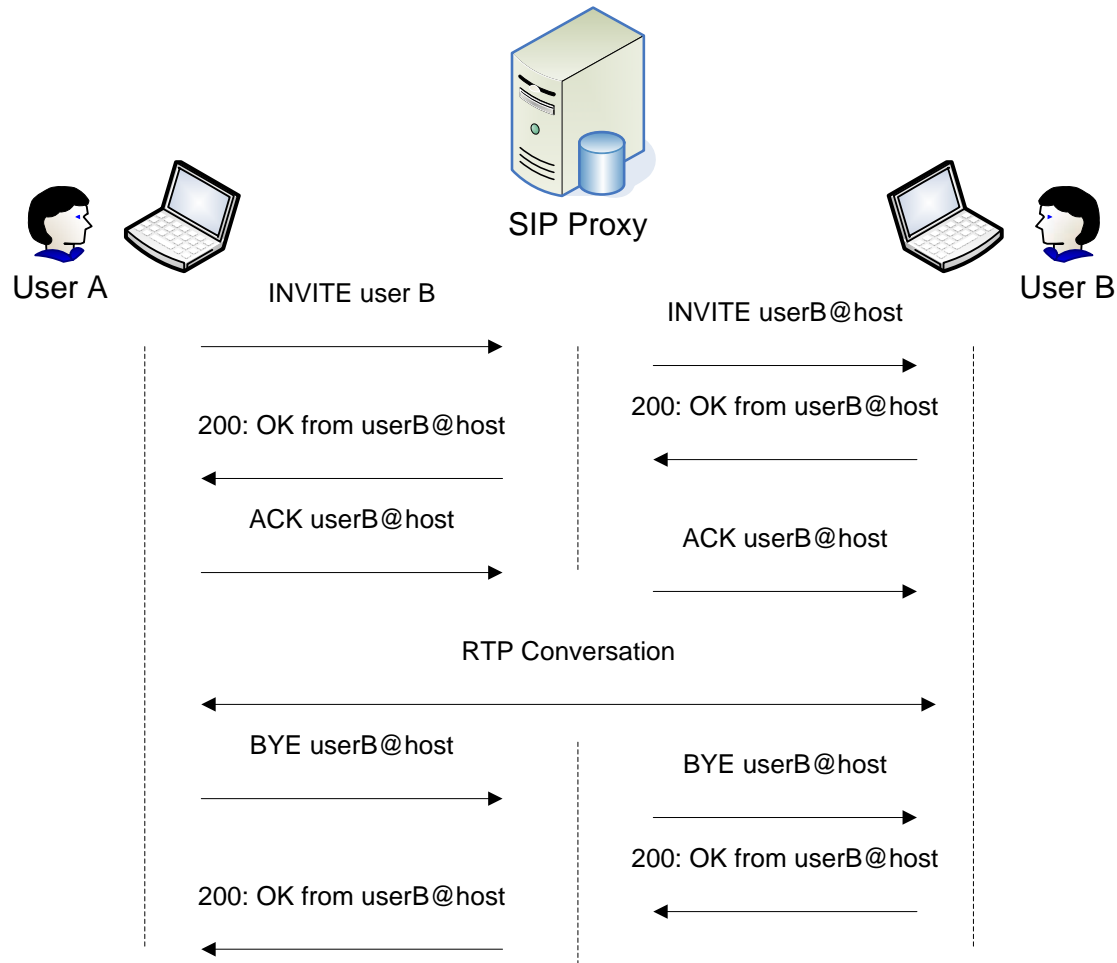 SIP Proxy
User A
User B
INVITE user B
INVITE userB@host
200: OK from userB@host
200: OK from userB@host
ACK userB@host
ACK userB@host
RTP Conversation
BYE userB@host
BYE userB@host
200: OK from userB@host
200: OK from userB@host